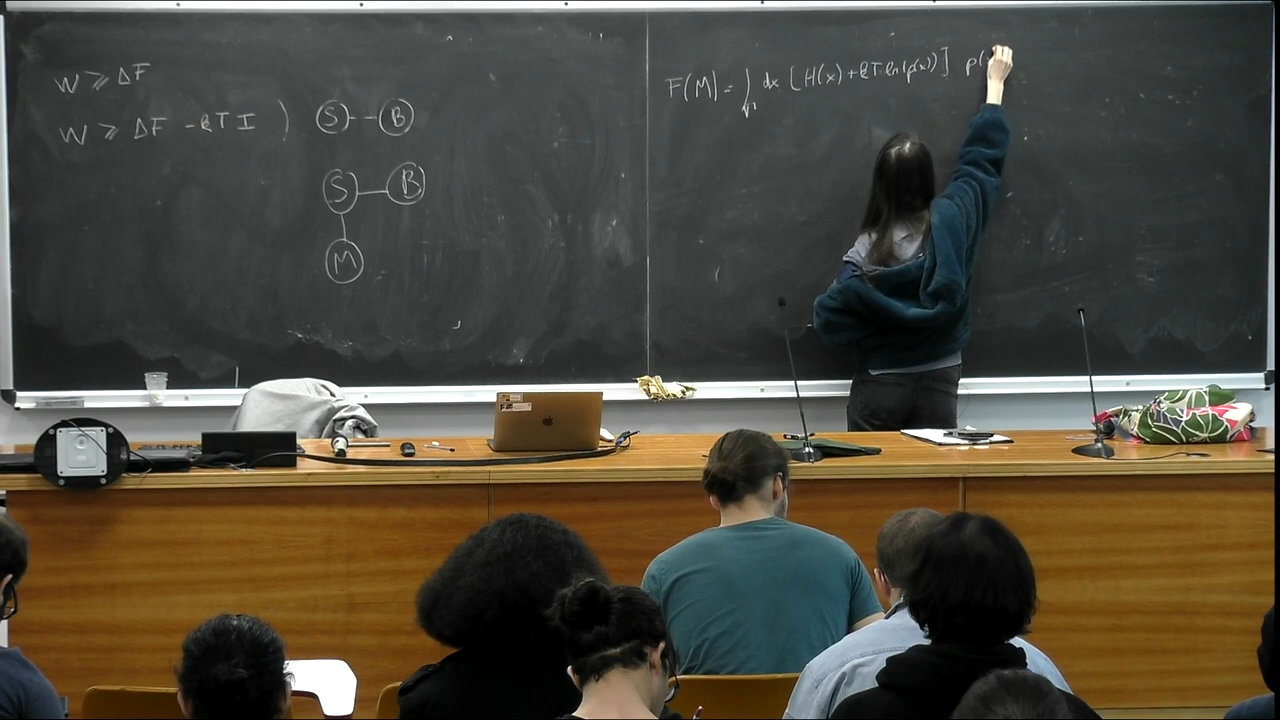 W ⩾ ΔF
W ⩾ ΔF - kT I )
S B
S B
M
F(M) = ∫ dx [H(x) + kT ln(p(x))] p(